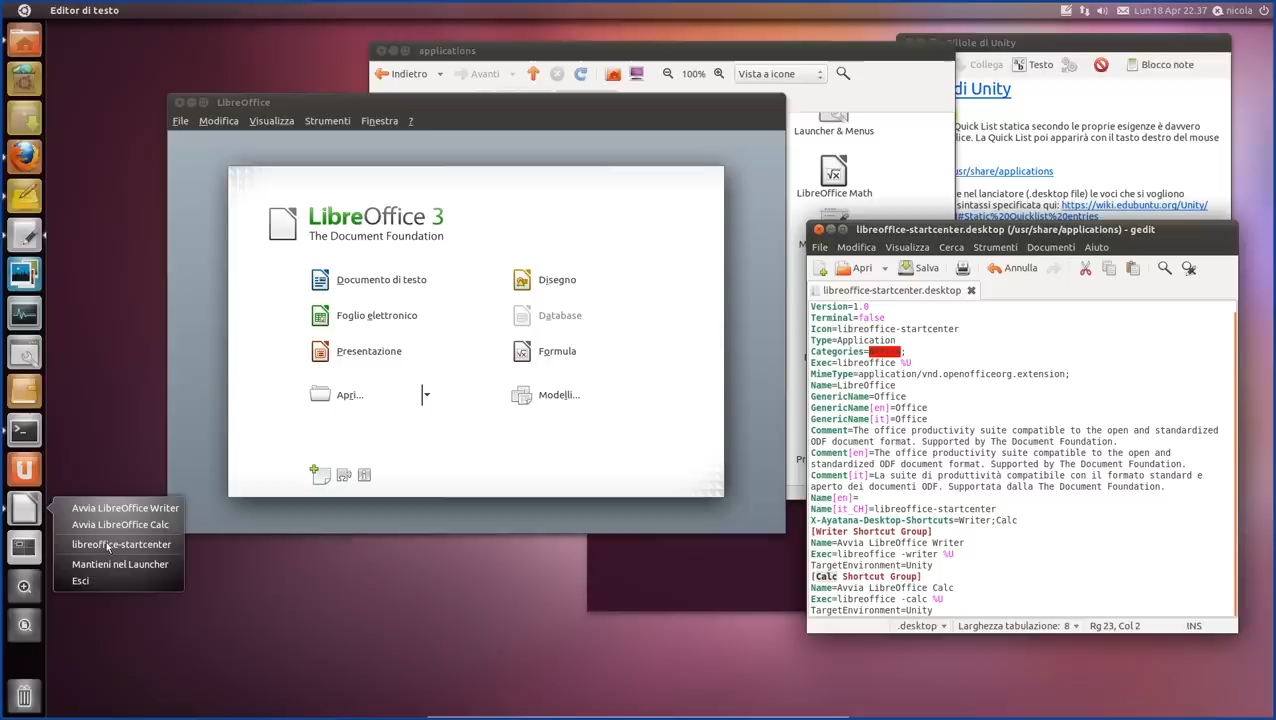 Editor di testo
Lun 18 Apr 22.37
nicola
applications
Indietro
Avanti
100%
Vista a icone
Launcher & Menus
LibreOffice Math
illole di Unity
Collega
Testo
Blocco note
di Unity
Quick List statica secondo le proprie esigenze è davvero
lice. La Quick List poi apparirà con il tasto destro del mouse
usr/share/applications
e nel lanciatore (.desktop file) le voci che si vogliono
sintassi specificata qui: https://wiki.edubuntu.org/Unity/
#Static Quicklist entries
LibreOffice
File Modifica Visualizza Strumenti Finestra ?
LibreOffice 3
The Document Foundation
Documento di testo
Disegno
Foglio elettronico
Database
Presentazione
Formula
Apri...
Modelli...
libreoffice-startcenter.desktop (/usr/share/applications) - gedit
File Modifica Visualizza Cerca Strumenti Documenti Aiuto
Apri
Salva
Annulla
libreoffice-startcenter.desktop
Version=1.0
Terminal=false
Icon=libreoffice-startcenter
Type=Application
Categories=Office;
Exec=libreoffice %U
MimeType=application/vnd.openofficeorg.extension;
Name=LibreOffice
GenericName=Office
GenericName[en]=Office
GenericName[it]=Office
Comment=The office productivity suite compatible to the open and standardized
ODF document format. Supported by The Document Foundation.
Comment[en]=The office productivity suite compatible to the open and
standardized ODF document format. Supported by The Document Foundation.
Comment[it]=La suite di produttività compatibile con il formato standard e
aperto dei documenti ODF. Supportata dalla The Document Foundation.
Name[en]=
Name[it_CH]=libreoffice-startcenter
X-Ayatana-Desktop-Shortcuts=Writer;Calc
[Writer Shortcut Group]
Name=Avvia LibreOffice Writer
Exec=libreoffice -writer %U
TargetEnvironment=Unity
[Calc Shortcut Group]
Name=Avvia LibreOffice Calc
Exec=libreoffice -calc %U
TargetEnvironment=Unity
.desktop
Larghezza tabulazione: 8
Rg 23, Col 2
INS
Avvia LibreOffice Writer
Avvia LibreOffice Calc
libreoffice-startcenter
Mantieni nel Launcher
Esci